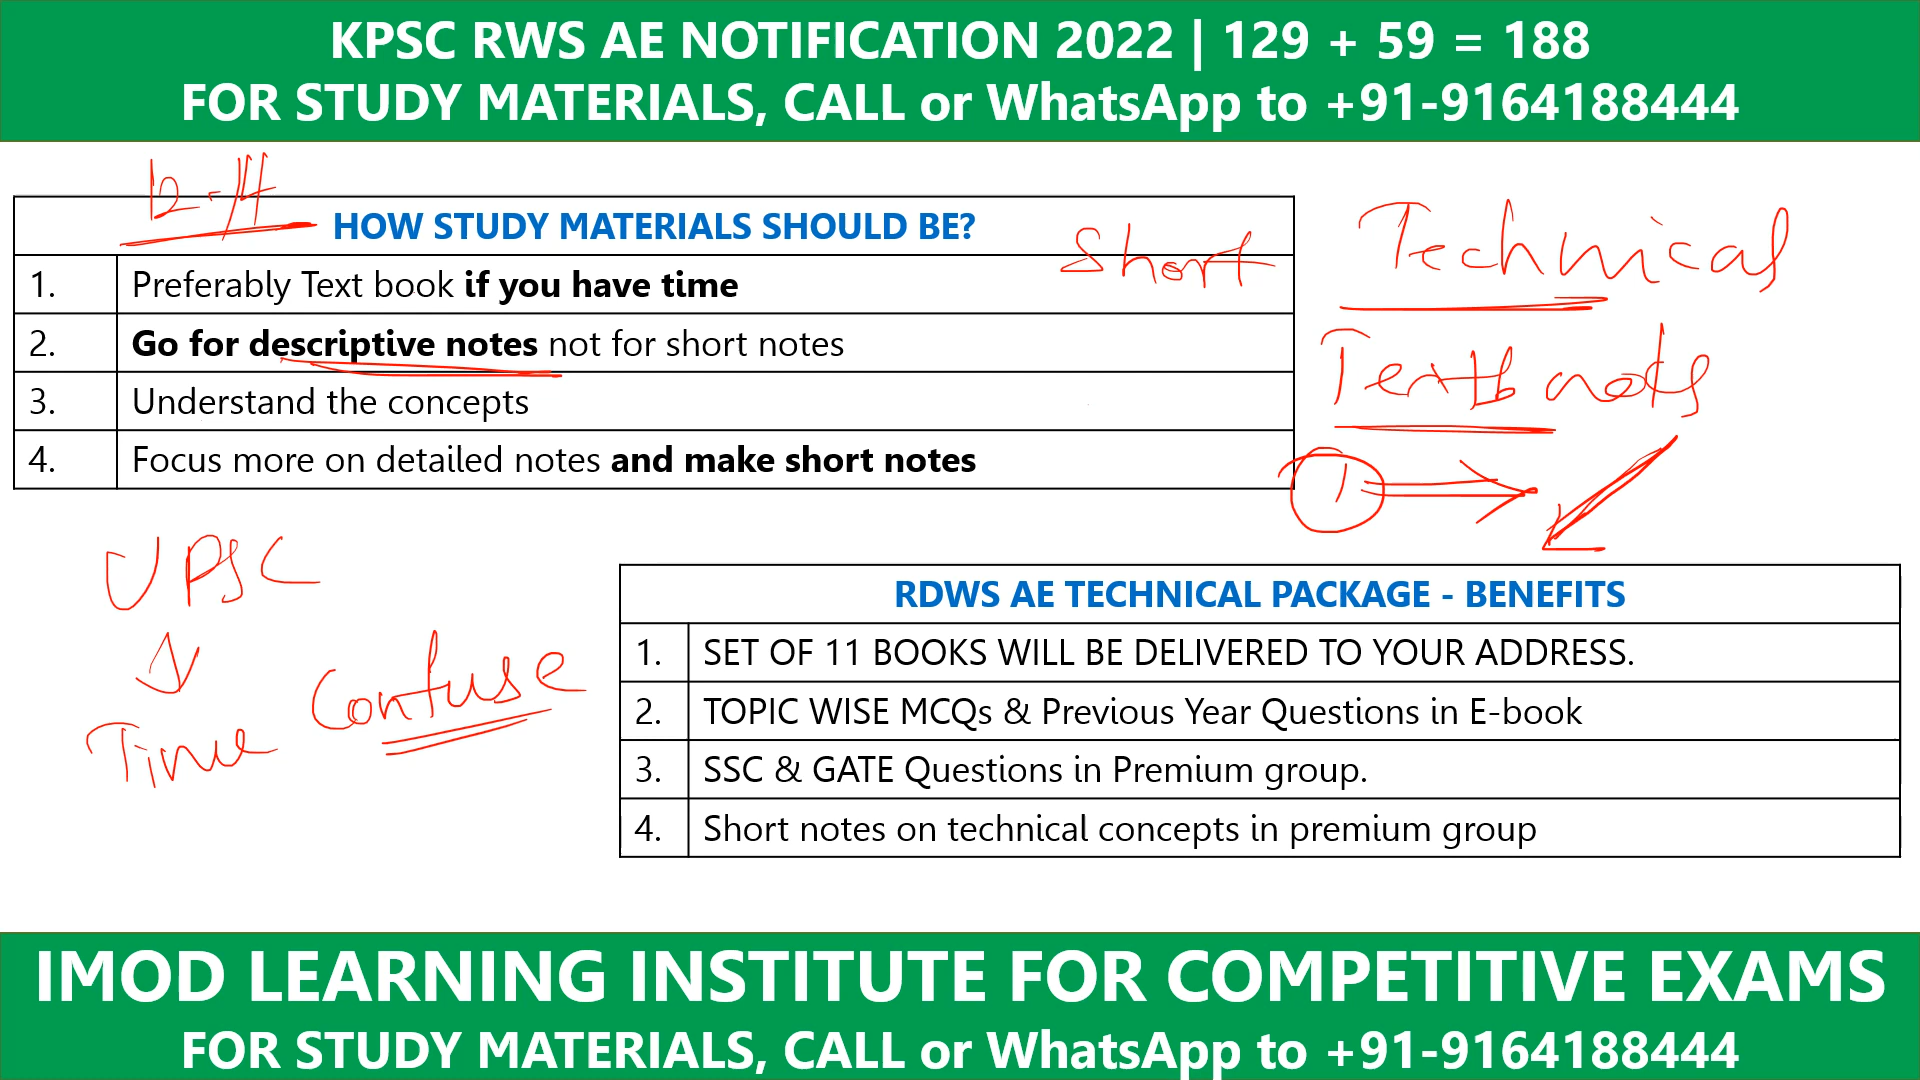 KPSC RWS AE NOTIFICATION 2022 | 129 + 59 = 188
FOR STUDY MATERIALS, CALL or WhatsApp to +91-9164188444
HOW STUDY MATERIALS SHOULD BE?
Short
Technical
1. Preferably Text book if you have time
2. Go for descriptive notes not for short notes
3. Understand the concepts
4. Focus more on detailed notes and make short notes
1
UPSC
Time
Confuse
RDWS AE TECHNICAL PACKAGE - BENEFITS
1. SET OF 11 BOOKS WILL BE DELIVERED TO YOUR ADDRESS.
2. TOPIC WISE MCQs & Previous Year Questions in E-book
3. SSC & GATE Questions in Premium group.
4. Short notes on technical concepts in premium group
IMOD LEARNING INSTITUTE FOR COMPETITIVE EXAMS
FOR STUDY MATERIALS, CALL or WhatsApp to +91-9164188444